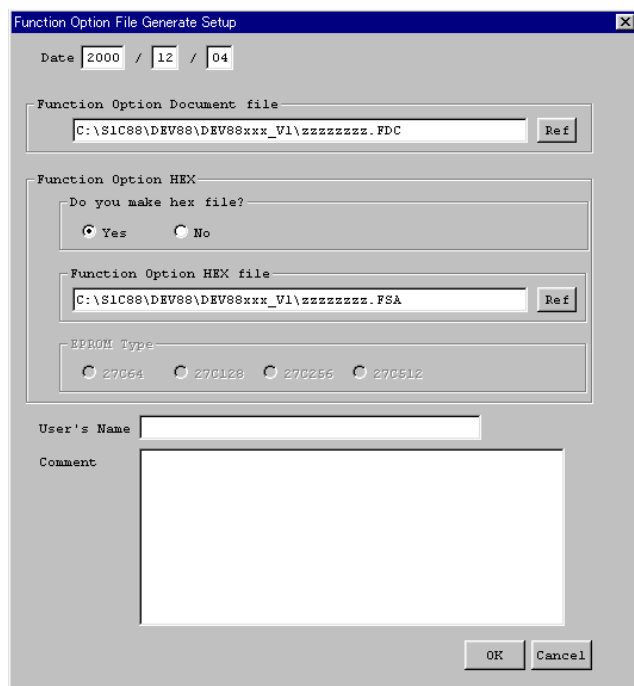 Function Option File Generate Setup
Date 2000 / 12 / 04
Function Option Document file
C:\S1C88\DEV88\DEV88xxx_V1\zzzzzzzz.FDC Ref
Function Option HEX
Do you make hex file?
Yes No
Function Option HEX file
C:\S1C88\DEV88\DEV88xxx_V1\zzzzzzzz.FSA Ref
EPROM Type
27C64 27C128 27C256 27C512
User's Name
Comment
OK Cancel